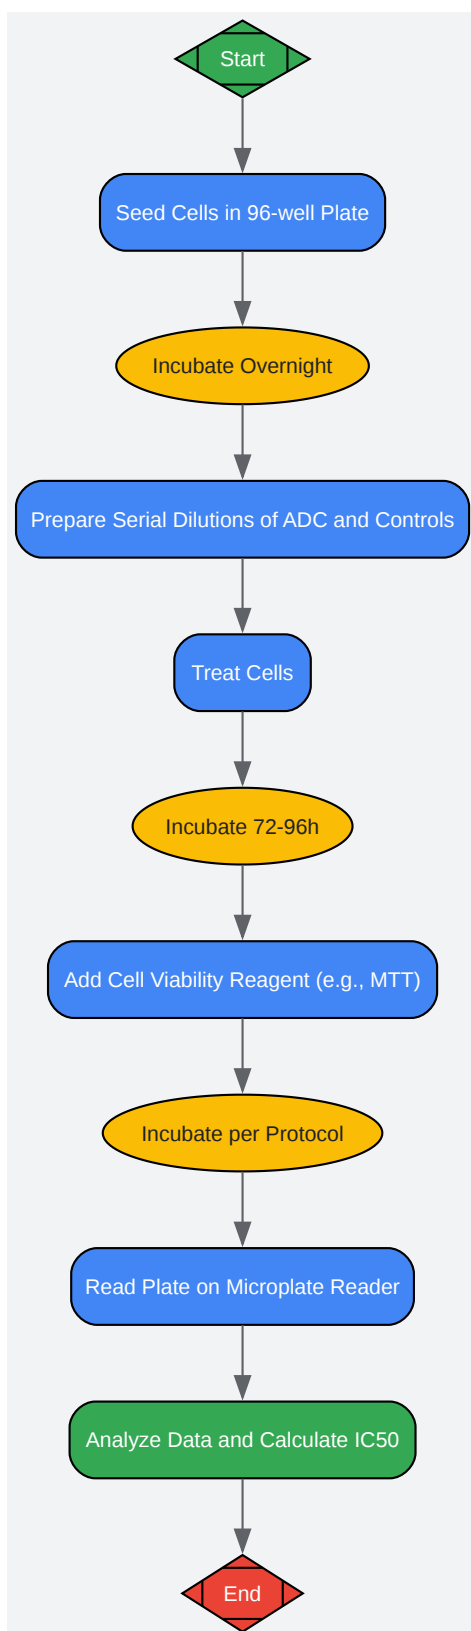 Start
Seed Cells in 96-well Plate
Incubate Overnight
Prepare Serial Dilutions of ADC and Controls
Treat Cells
Incubate 72-96h
Add Cell Viability Reagent (e.g., MTT)
Incubate per Protocol
Read Plate on Microplate Reader
Analyze Data and Calculate IC50
End